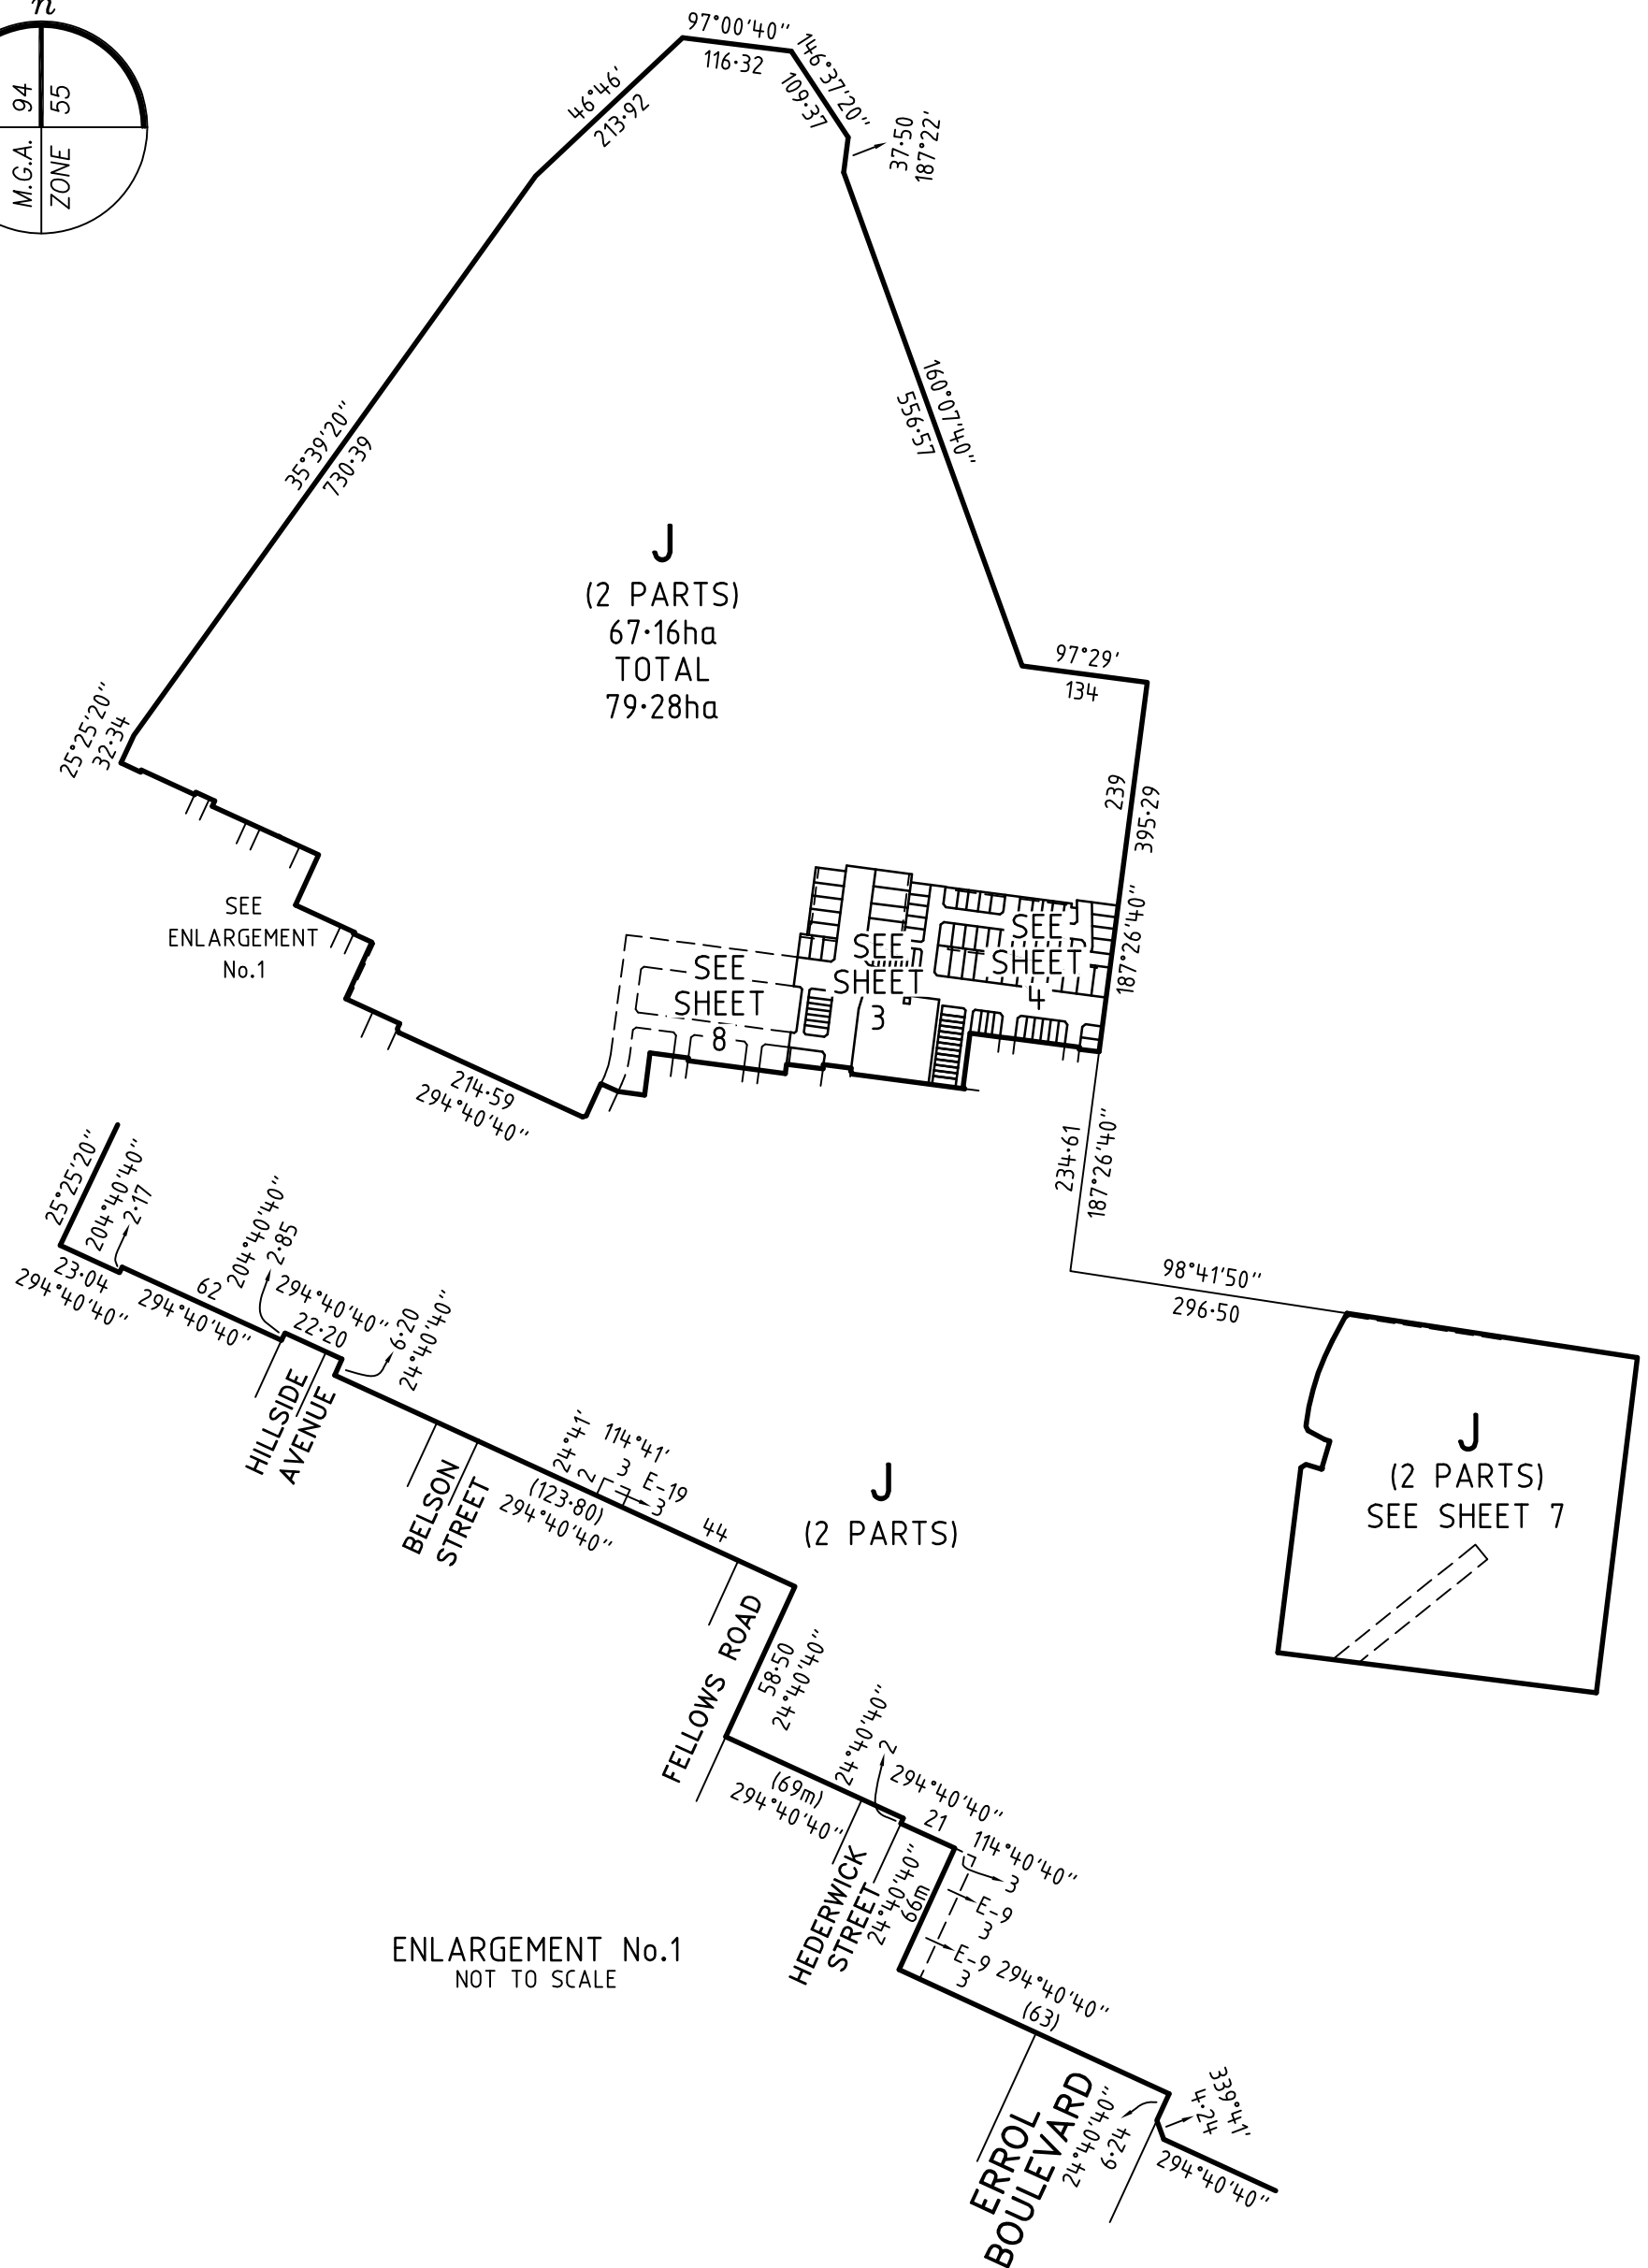 n
M.G.A. 94
ZONE 55
97°00'40"
116·32
146°37'20"
109·37
37·50
187°22'
46°46'
213·92
35°39'20"
730·39
160°07'40"
556·57
J
(2 PARTS)
67·16ha
TOTAL
79·28ha
97°29'
134
25°25'20"
32·34
239
395·29
187°26'40"
SEE
ENLARGEMENT
No.1
SEE
SHEET
8
SEE
SHEET
3
SEE
SHEET
4
J
214·59
294°40'40"
234·61
187°26'40"
98°41'50"
296·50
J
(2 PARTS)
SEE SHEET 7
25°25'20"
204°40'40"
2·17
23·04
294°40'40"
62
294°40'40"
204°40'40"
2·85
294°40'40"
22·20
6·20
24°40'40"
HILLSIDE
AVENUE
BELSON
STREET
24°41'
2
114°41'
3
E-19
3
(123·80)
294°40'40"
44
J
(2 PARTS)
FELLOWS ROAD
58·50
24°40'40"
(69m)
294°40'40"
24°40'40"
2
294°40'40"
21
HEDERWICK
STREET
24°40'40"
66m
114°40'40"
3
E-9
3
E-9
3
294°40'40"
(63)
ENLARGEMENT No.1
NOT TO SCALE
ERROL
BOULEVARD
24°40'40"
6·24
339°41'
4·24
294°40'40"